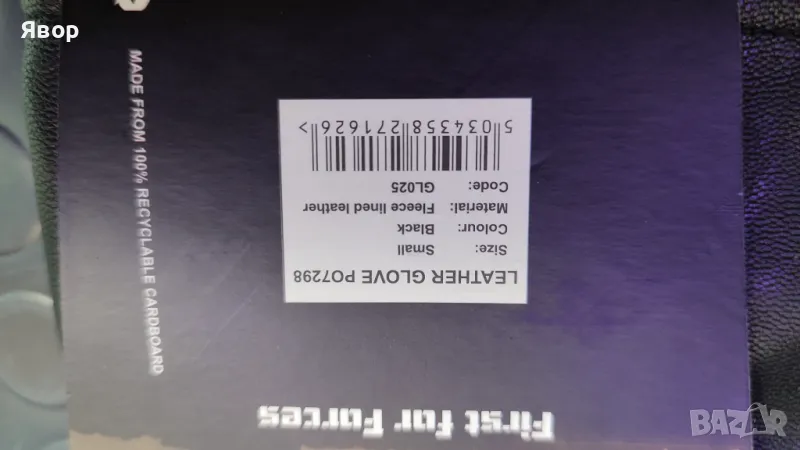 Явор
MADE FROM 100% RECYCLABLE CARDBOARD
LEATHER GLOVE PO7298
Size: Small
Colour: Black
Material: Fleece lined leather
Code: GL025
5 034358 271626 >
First for Forces
BAZAR